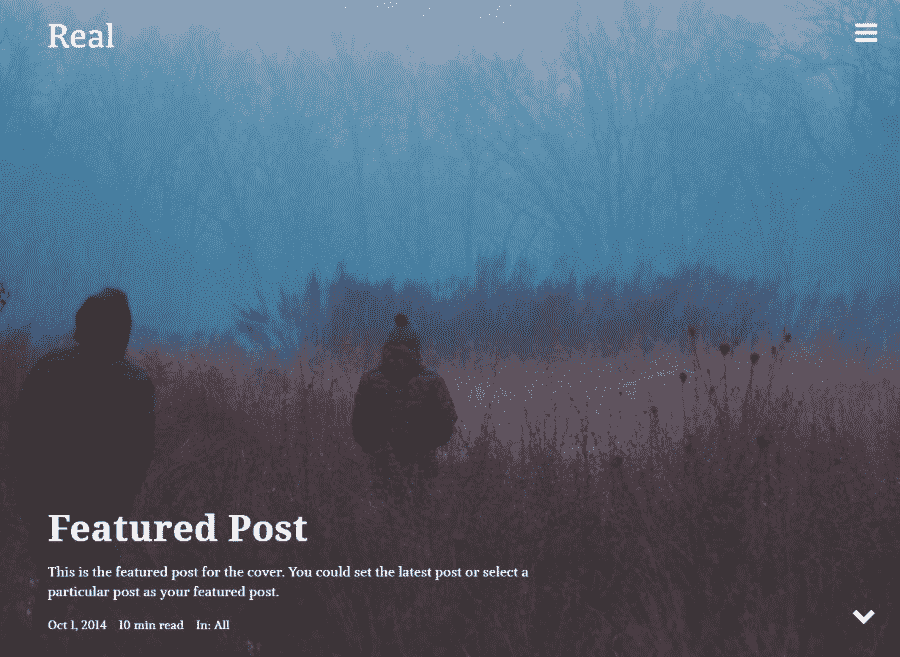 Real
Featured Post
This is the featured post for the cover. You could set the latest post or select a
particular post as your featured post.
Oct 1, 2014 10 min read In: All